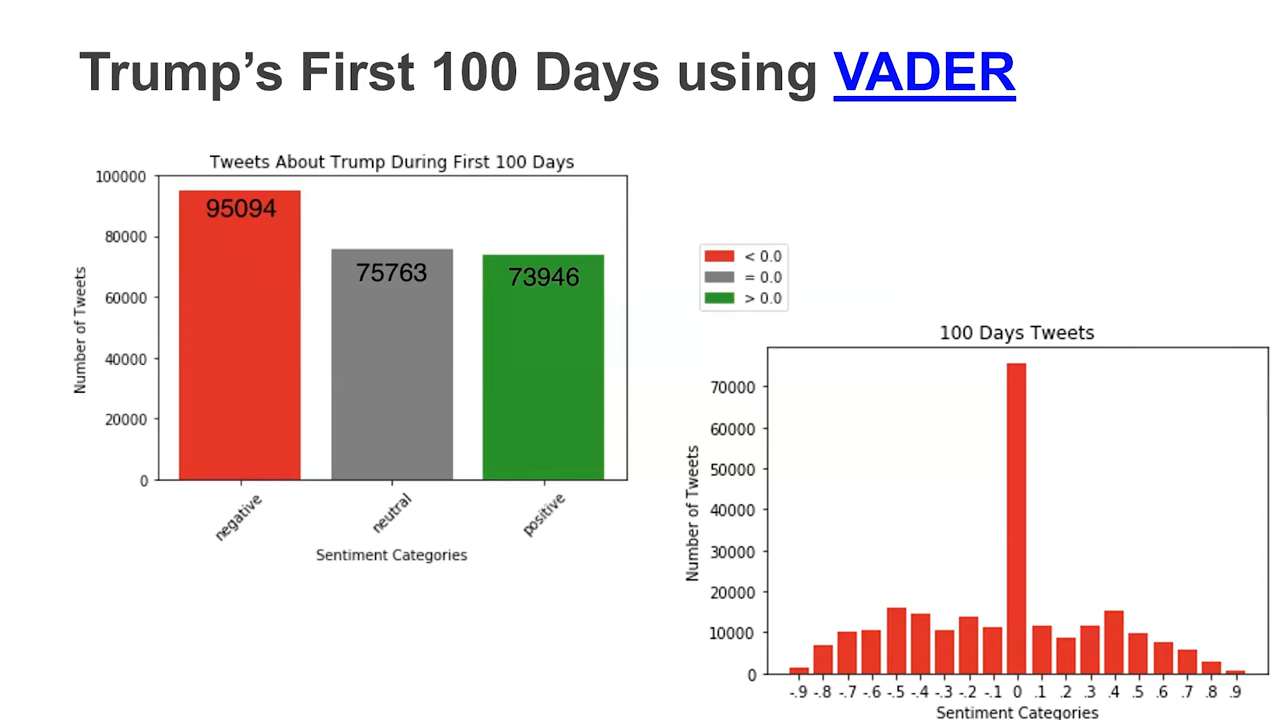 Trump’s First 100 Days using VADER
Tweets About Trump During First 100 Days
100000
80000
60000
40000
20000
0
Number of Tweets
95094
75763
73946
negative
neutral
positive
Sentiment Categories
< 0.0
= 0.0
> 0.0
100 Days Tweets
70000
60000
50000
40000
30000
20000
10000
0
Number of Tweets
-.9 -.8 -.7 -.6 -.5 -.4 -.3 -.2 -.1 0 .1 .2 .3 .4 .5 .6 .7 .8 .9
Sentiment Categories